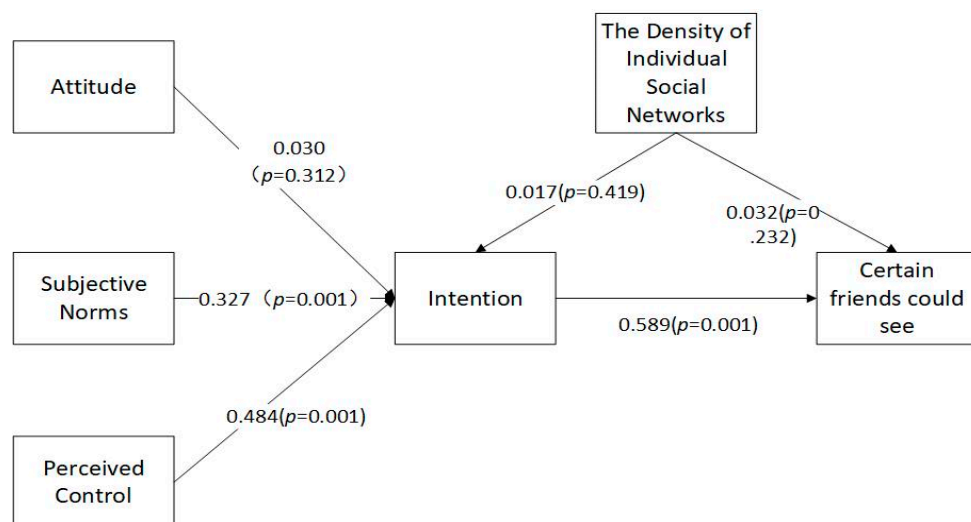 The Density of
Individual
Social
Networks
Attitude
0.030
（p=0.312）
0.017(p=0.419)
0.032(p=0
.232)
Subjective
Norms
0.327（p=0.001）
Intention
Certain
friends could
see
0.589(p=0.001)
0.484(p=0.001)
Perceived
Control